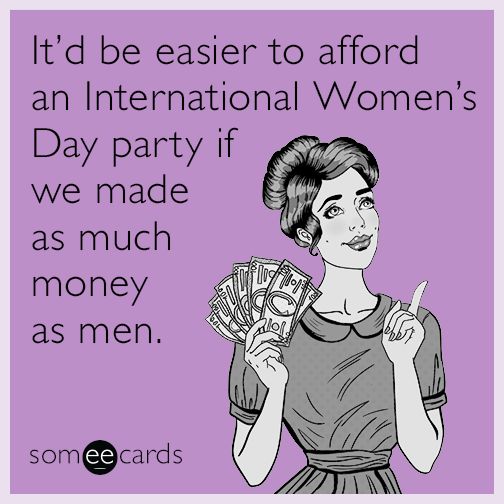 It’d be easier to afford
an International Women’s
Day party if
we made
as much
money
as men.
someecards